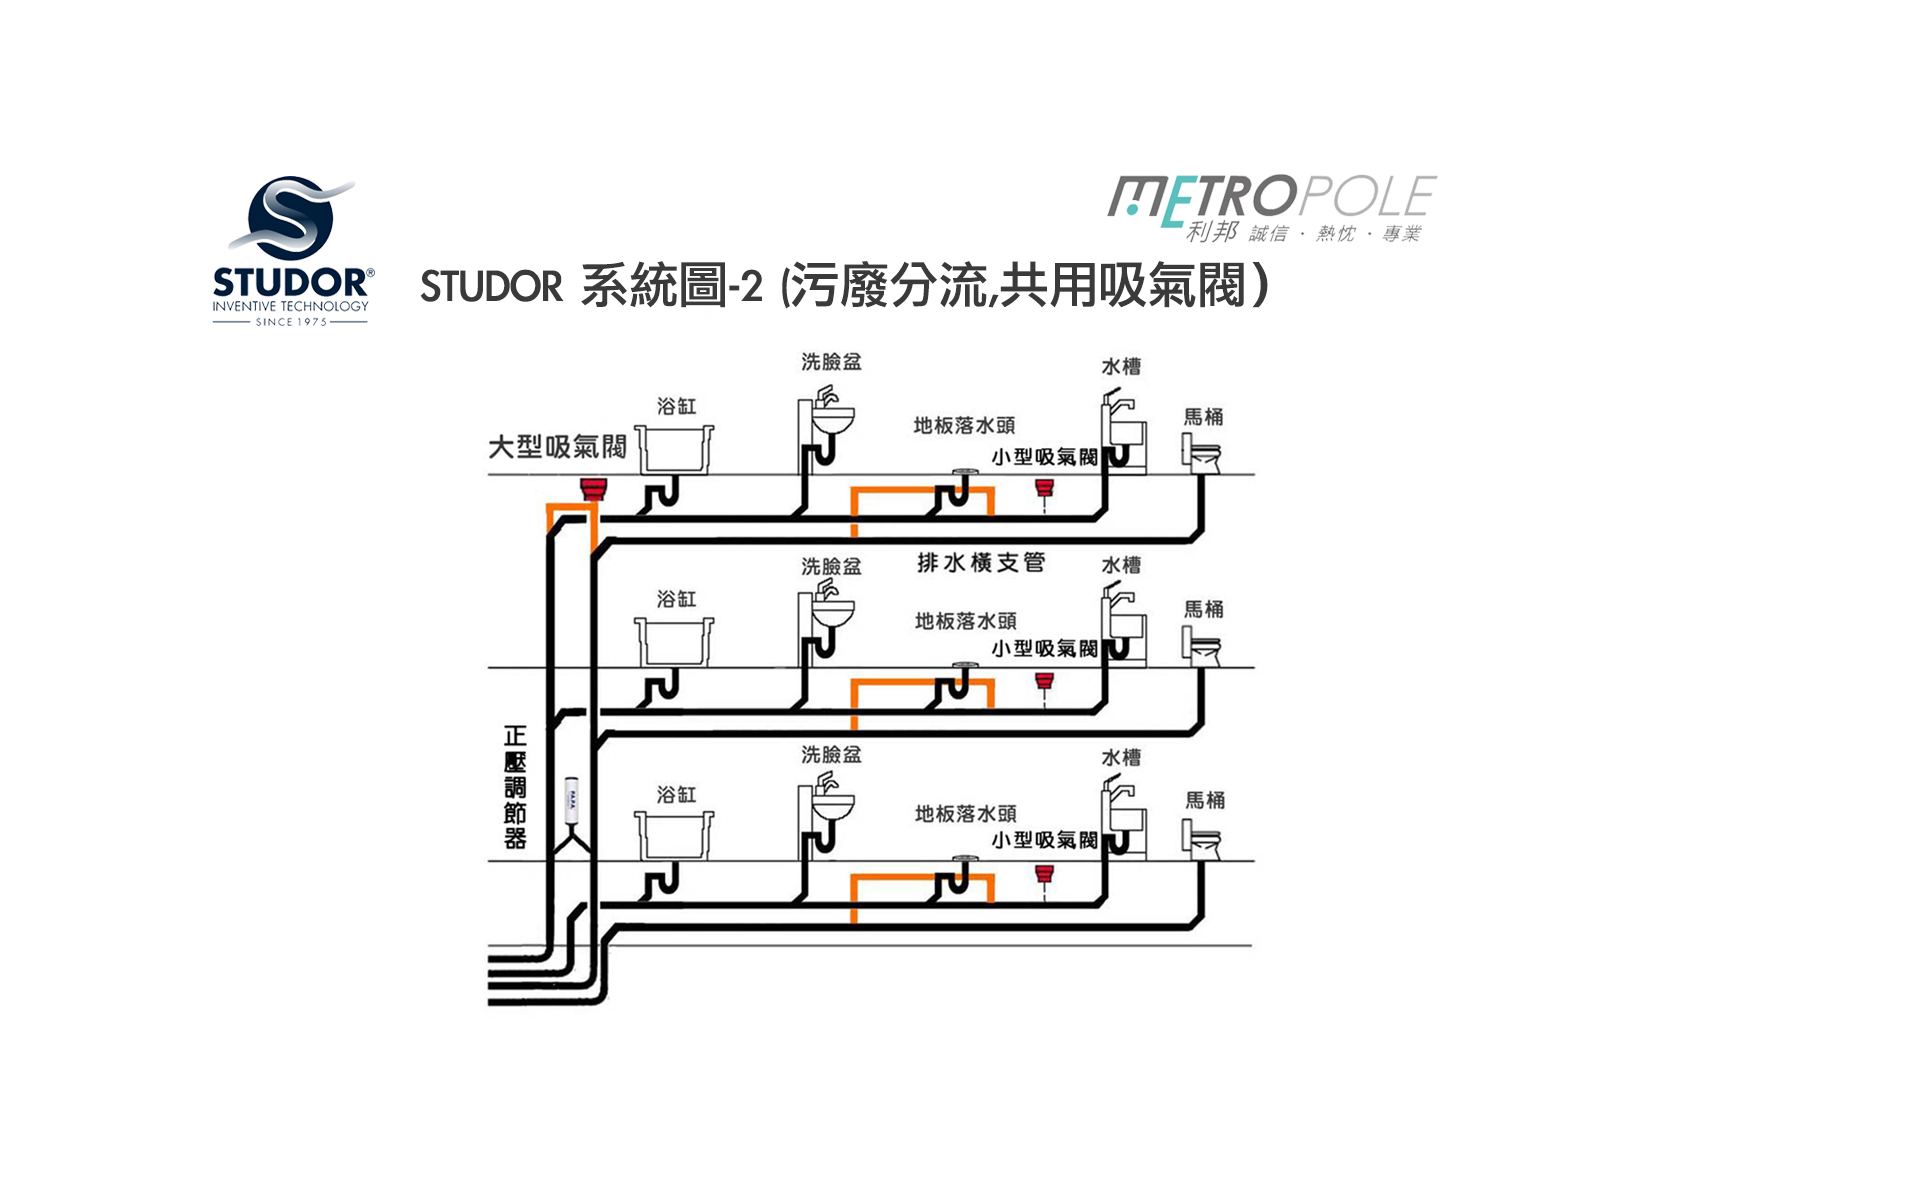 METROPOLE
利邦 誠信 · 熱忱 · 專業
STUDOR®
INVENTIVE TECHNOLOGY
SINCE 1975
STUDOR 系統圖-2 (污廢分流,共用吸氣閥)
洗臉盆
水槽
浴缸
馬桶
地板落水頭
大型吸氣閥
小型吸氣閥
排水橫支管
洗臉盆
水槽
浴缸
馬桶
地板落水頭
小型吸氣閥
正壓調節器
洗臉盆
水槽
浴缸
馬桶
P.A.P.A.
地板落水頭
小型吸氣閥